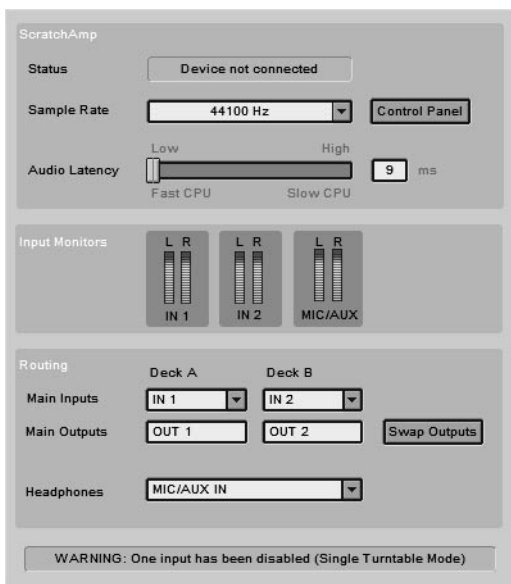 ScratchAmp
Status Device not connected
Sample Rate 44100 Hz Control Panel
Low High
Audio Latency 9 ms
Fast CPU Slow CPU
Input Monitors L R L R L R
IN 1 IN 2 MIC/AUX
Routing
Deck A Deck B
Main Inputs IN 1 IN 2
Main Outputs OUT 1 OUT 2 Swap Outputs
Headphones MIC/AUX IN
WARNING: One input has been disabled (Single Turntable Mode)